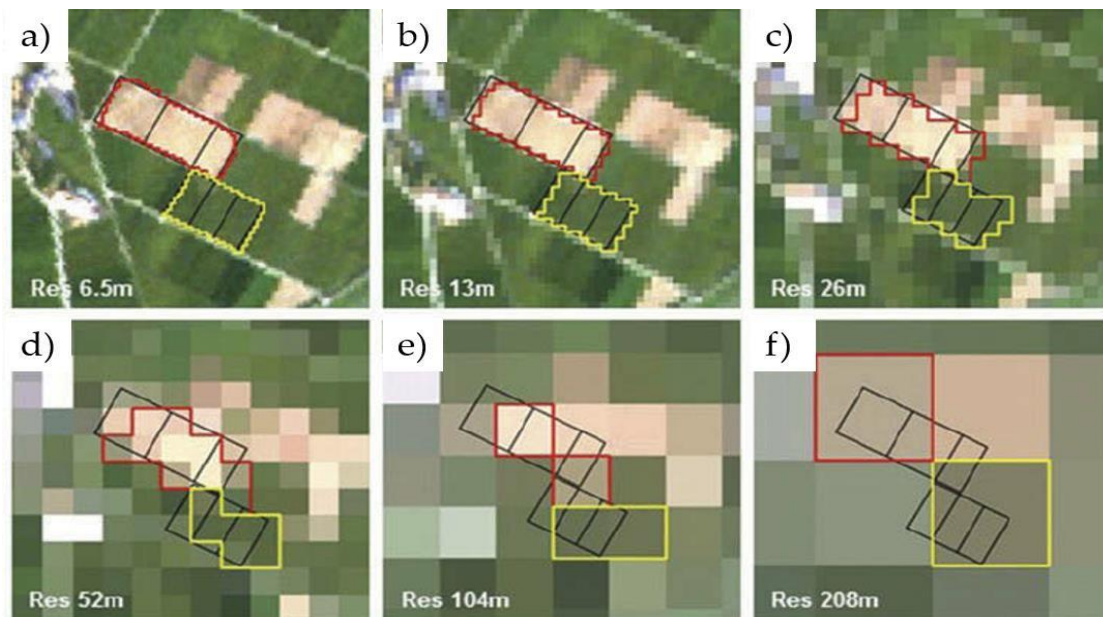 a)
b)
c)
Res 6.5m
Res 13m
Res 26m
d)
e)
f)
Res 52m
Res 104m
Res 208m